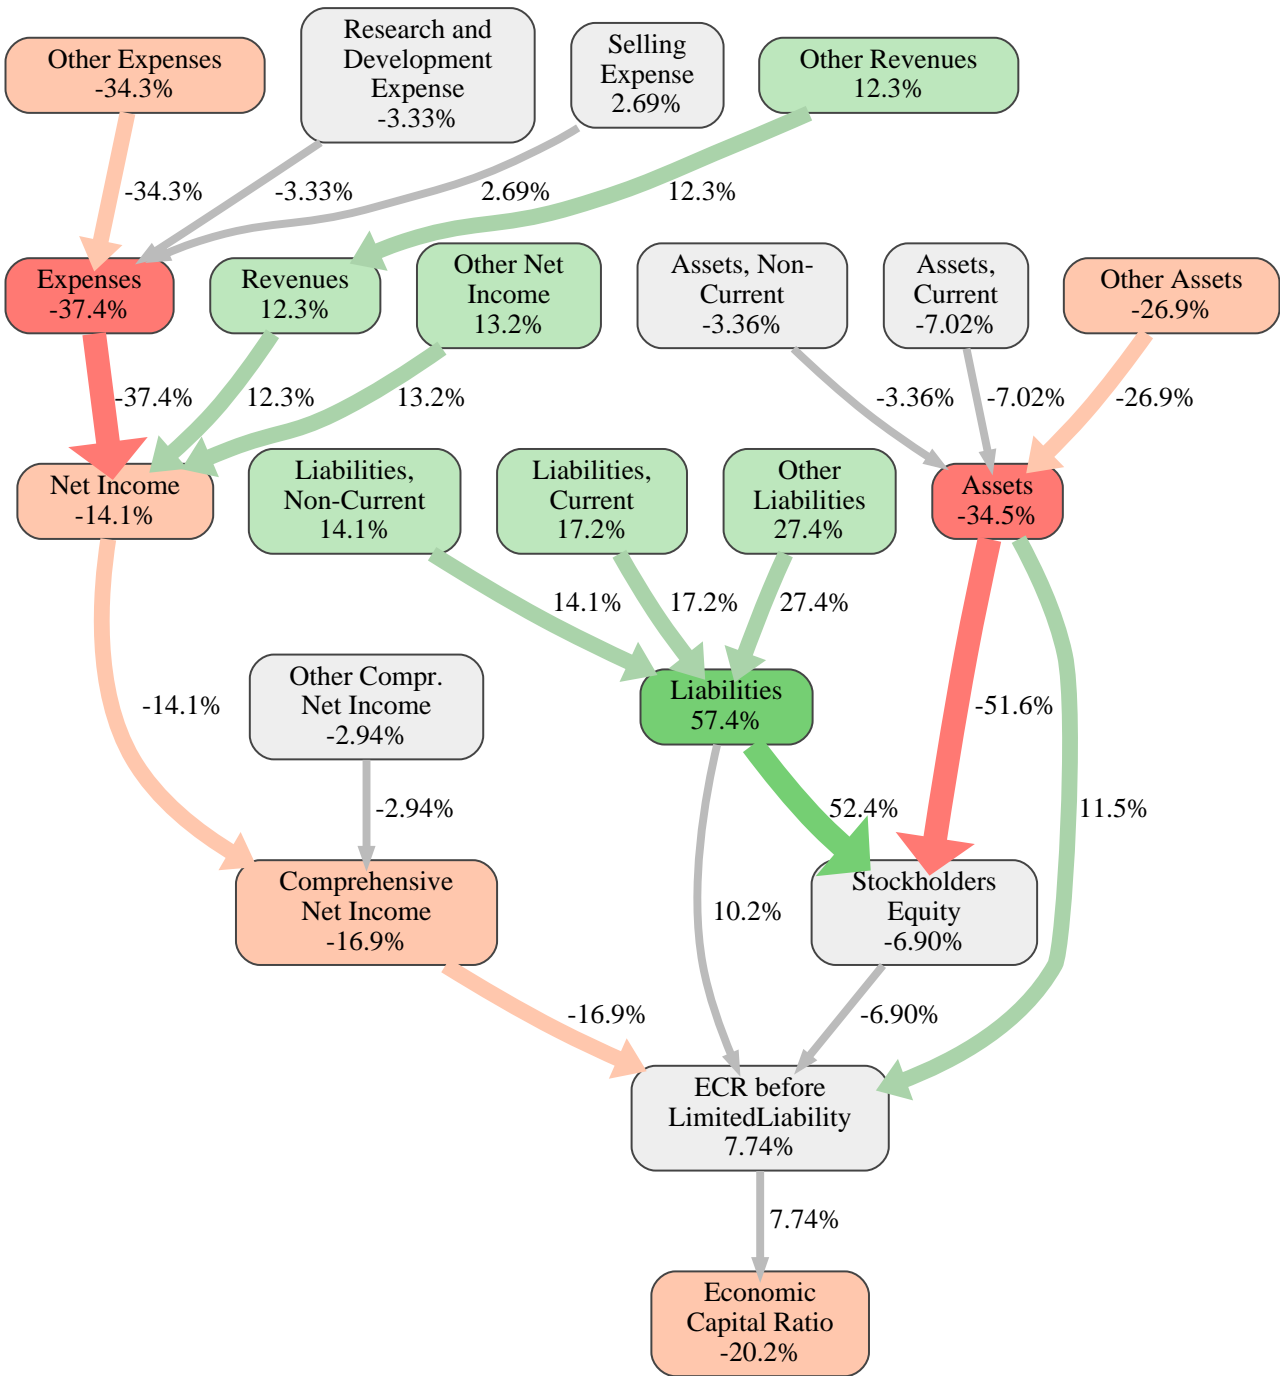 Other Expenses
-34.3%
Research and
Development
Expense
-3.33%
Selling
Expense
2.69%
Other Revenues
12.3%
-34.3%
-3.33%
2.69%
12.3%
Expenses
-37.4%
Revenues
12.3%
Other Net
Income
13.2%
Assets, Non-
Current
-3.36%
Assets,
Current
-7.02%
Other Assets
-26.9%
-37.4%
12.3%
13.2%
-3.36%
-7.02%
-26.9%
Net Income
-14.1%
Liabilities,
Non-Current
14.1%
Liabilities,
Current
17.2%
Other
Liabilities
27.4%
Assets
-34.5%
14.1%
17.2%
27.4%
-14.1%
Other Compr.
Net Income
-2.94%
Liabilities
57.4%
-51.6%
-2.94%
52.4%
11.5%
Comprehensive
Net Income
-16.9%
10.2%
Stockholders
Equity
-6.90%
-16.9%
-6.90%
ECR before
LimitedLiability
7.74%
7.74%
Economic
Capital Ratio
-20.2%